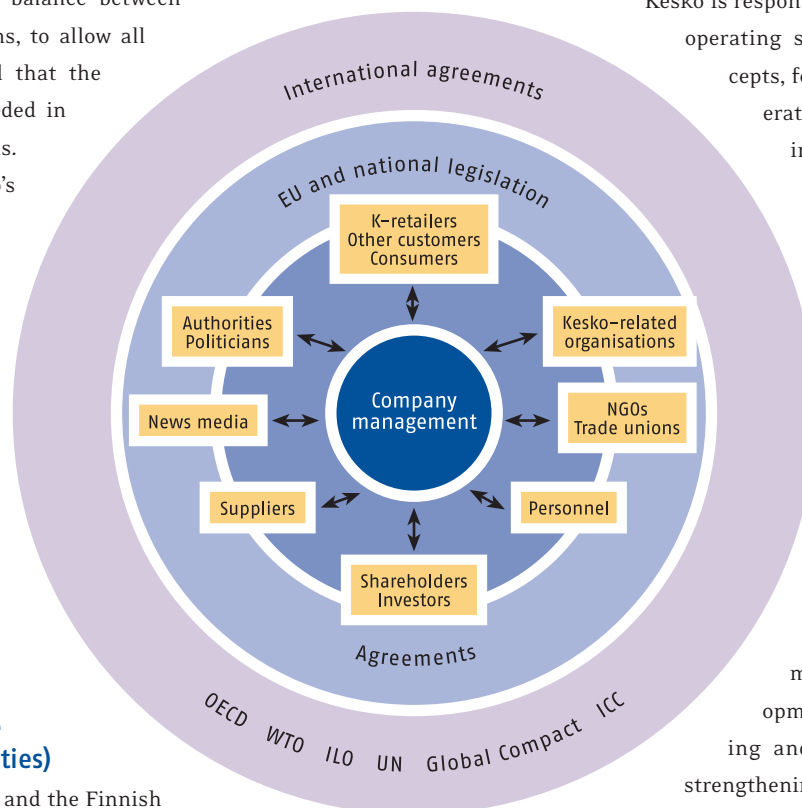 balance between
ns, to allow all
that the
ded in
s.
's
ties)
and the Finnish
International agreements
EU and national legislation
K-retailers
Other customers
Consumers
Authorities
Politicians
Kesko-related
organisations
News media
Company
management
NGOs
Trade unions
Suppliers
Personnel
Shareholders
Investors
Agreements
OECD WTO ILO UN Global Compact ICC
Kesko is respon
operating s
cepts, fo
erat
in
m
opm
ing and
strengthenin